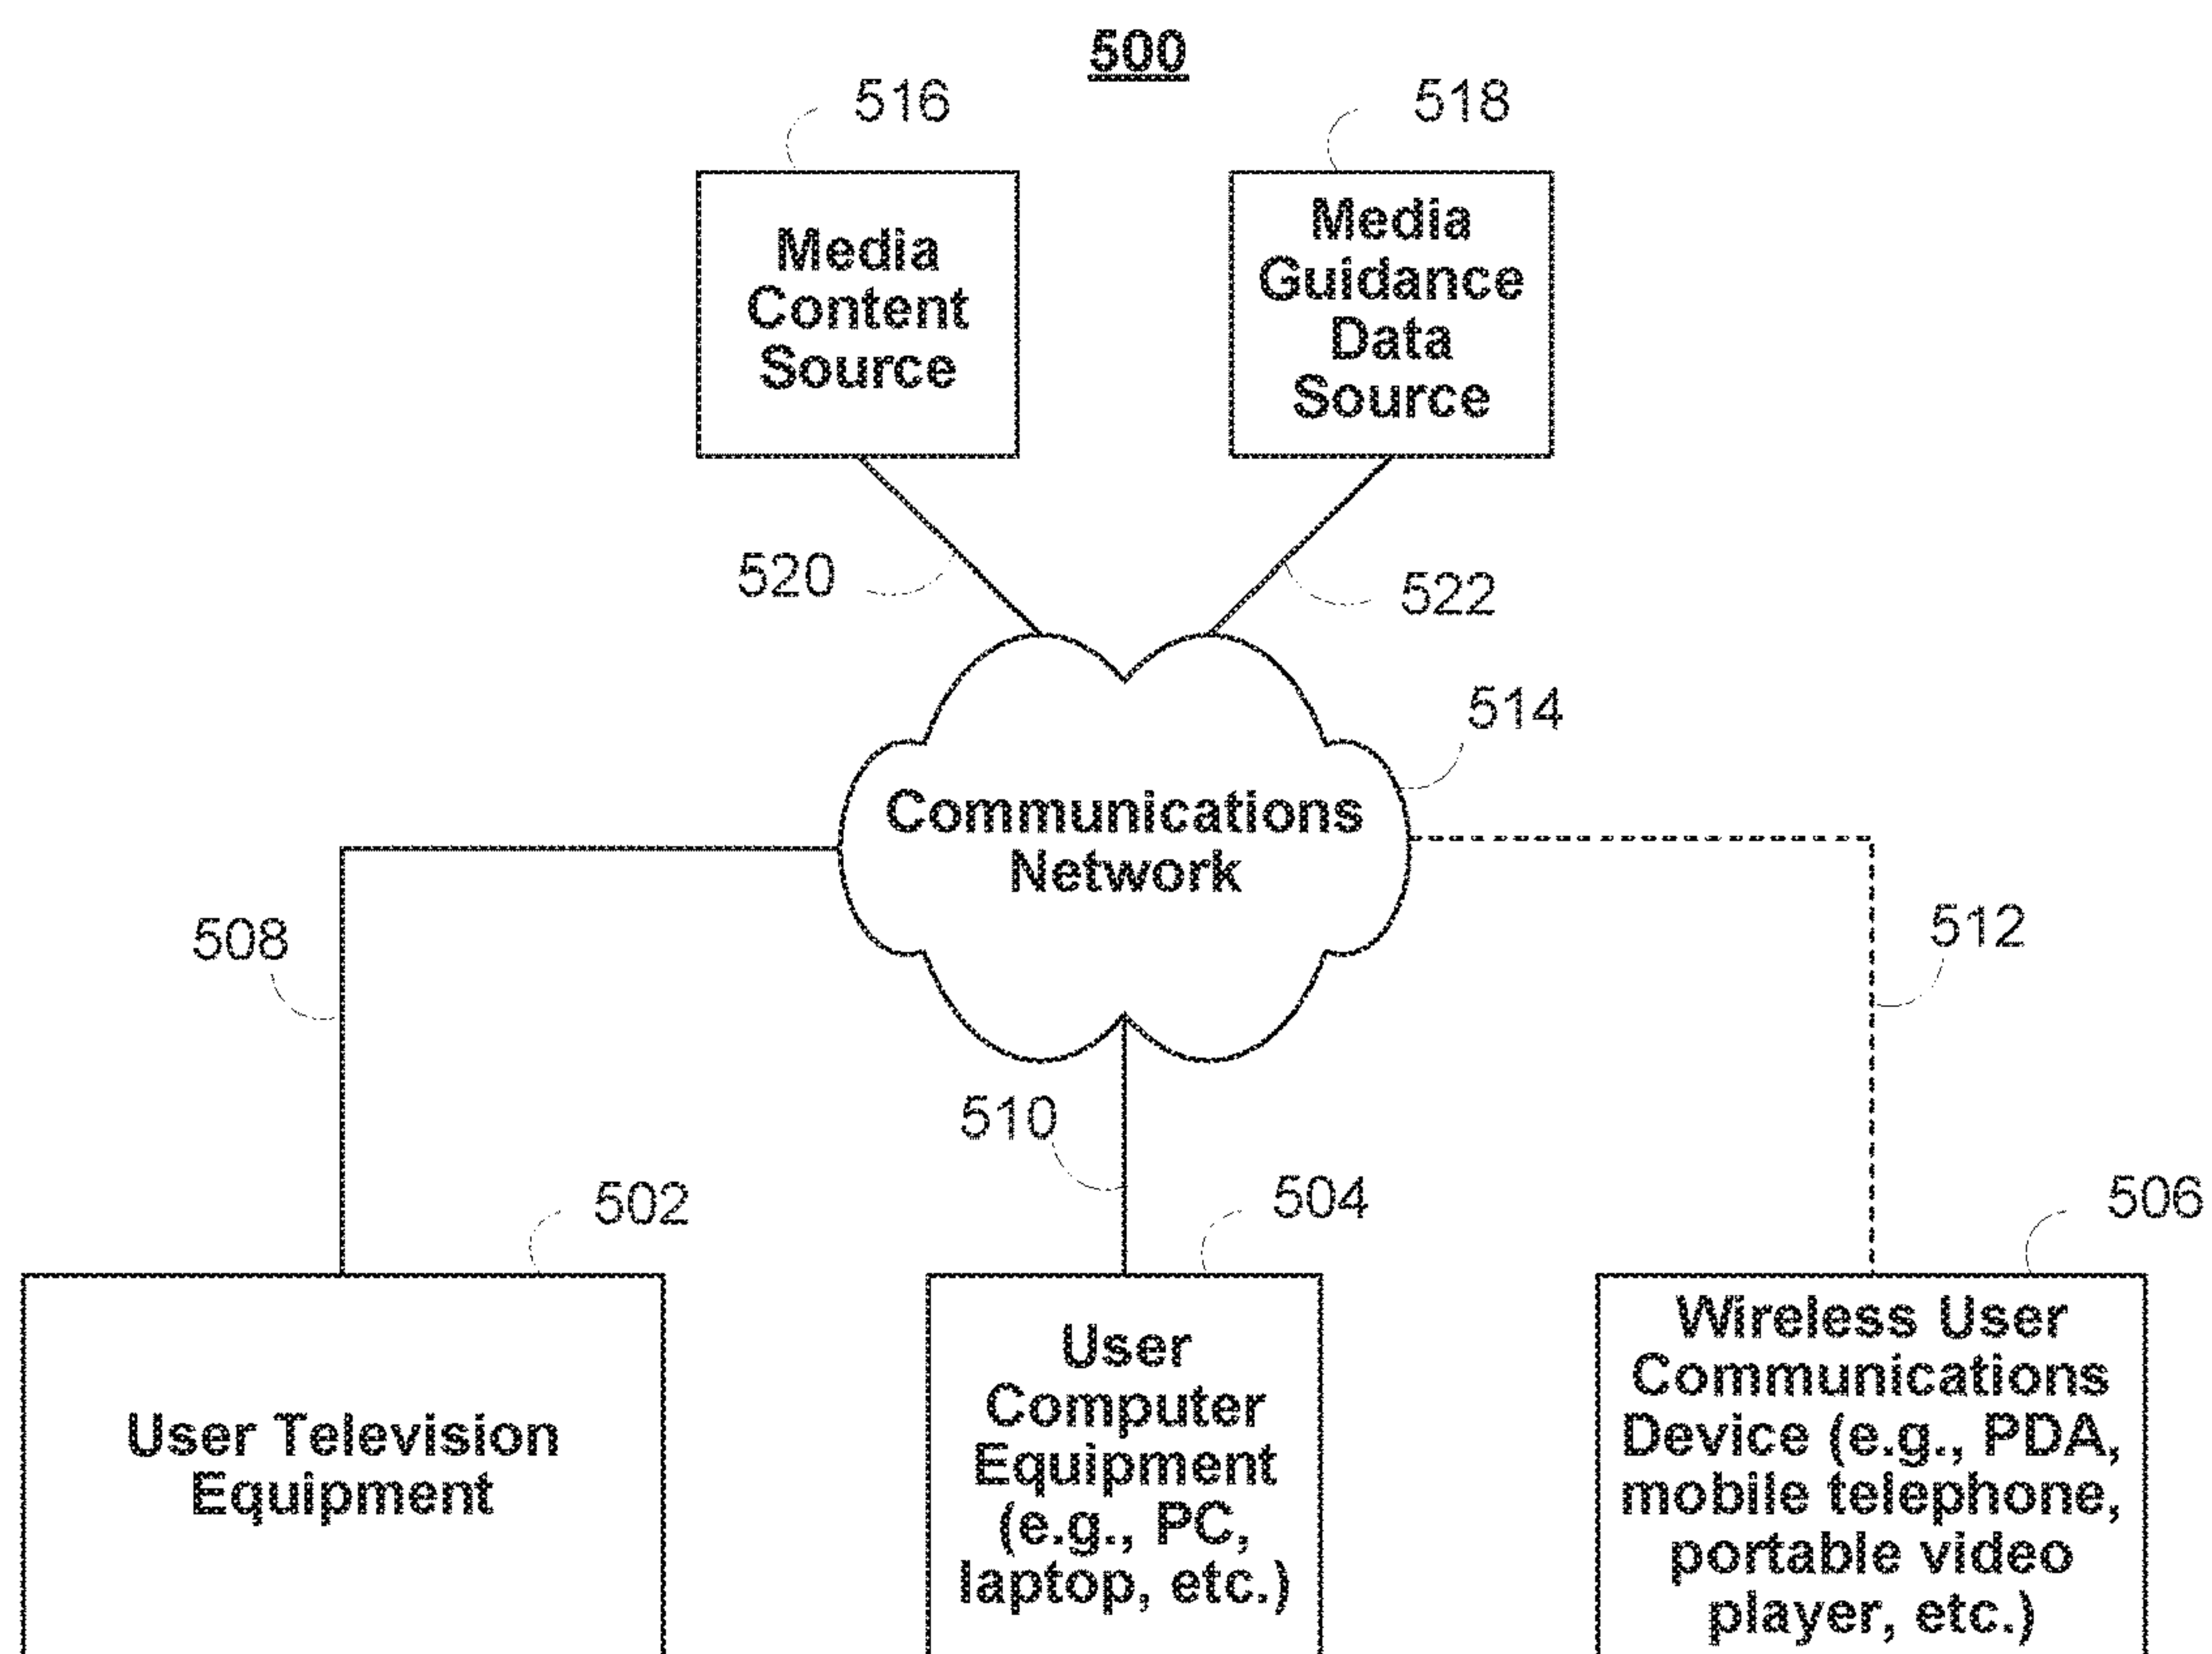 500
516
518
Media
Content
Source
Media
Guidance
Data
Source
520
522
514
Communications
Network
508
512
510
502
504
506
User Television
Equipment
User
Computer
Equipment
(e.g., PC,
laptop, etc.)
Wireless User
Communications
Device (e.g., PDA,
mobile telephone,
portable video
player, etc.)